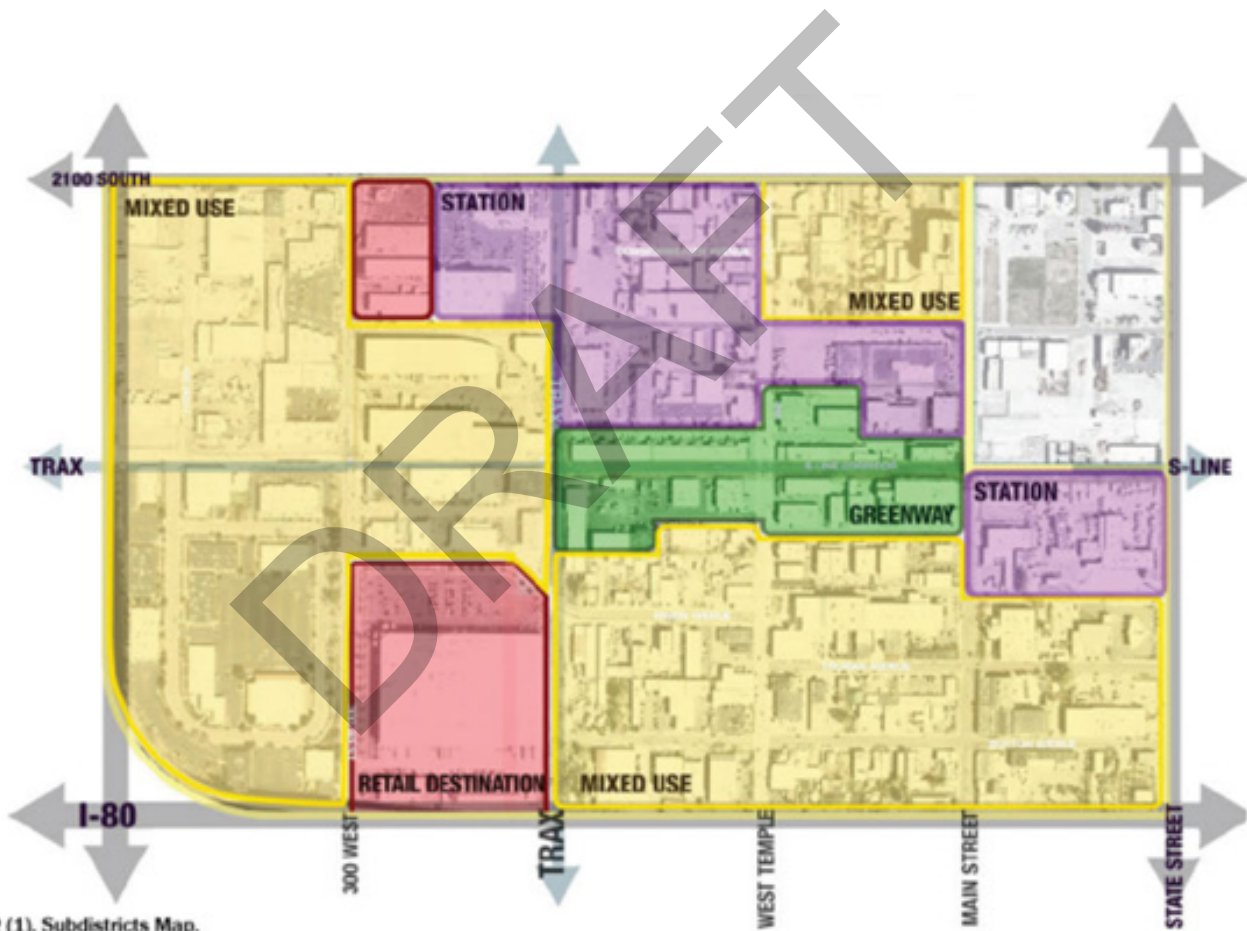 2100 SOUTH
MIXED USE
STATION
MIXED USE
TRAX
S-LINE
STATION
GREENWAY
RETAIL DESTINATION
MIXED USE
I-80
300 WEST
TRAX
WEST TEMPLE
MAIN STREET
STATE STREET
(1). Subdistricts Map.
DRAFT